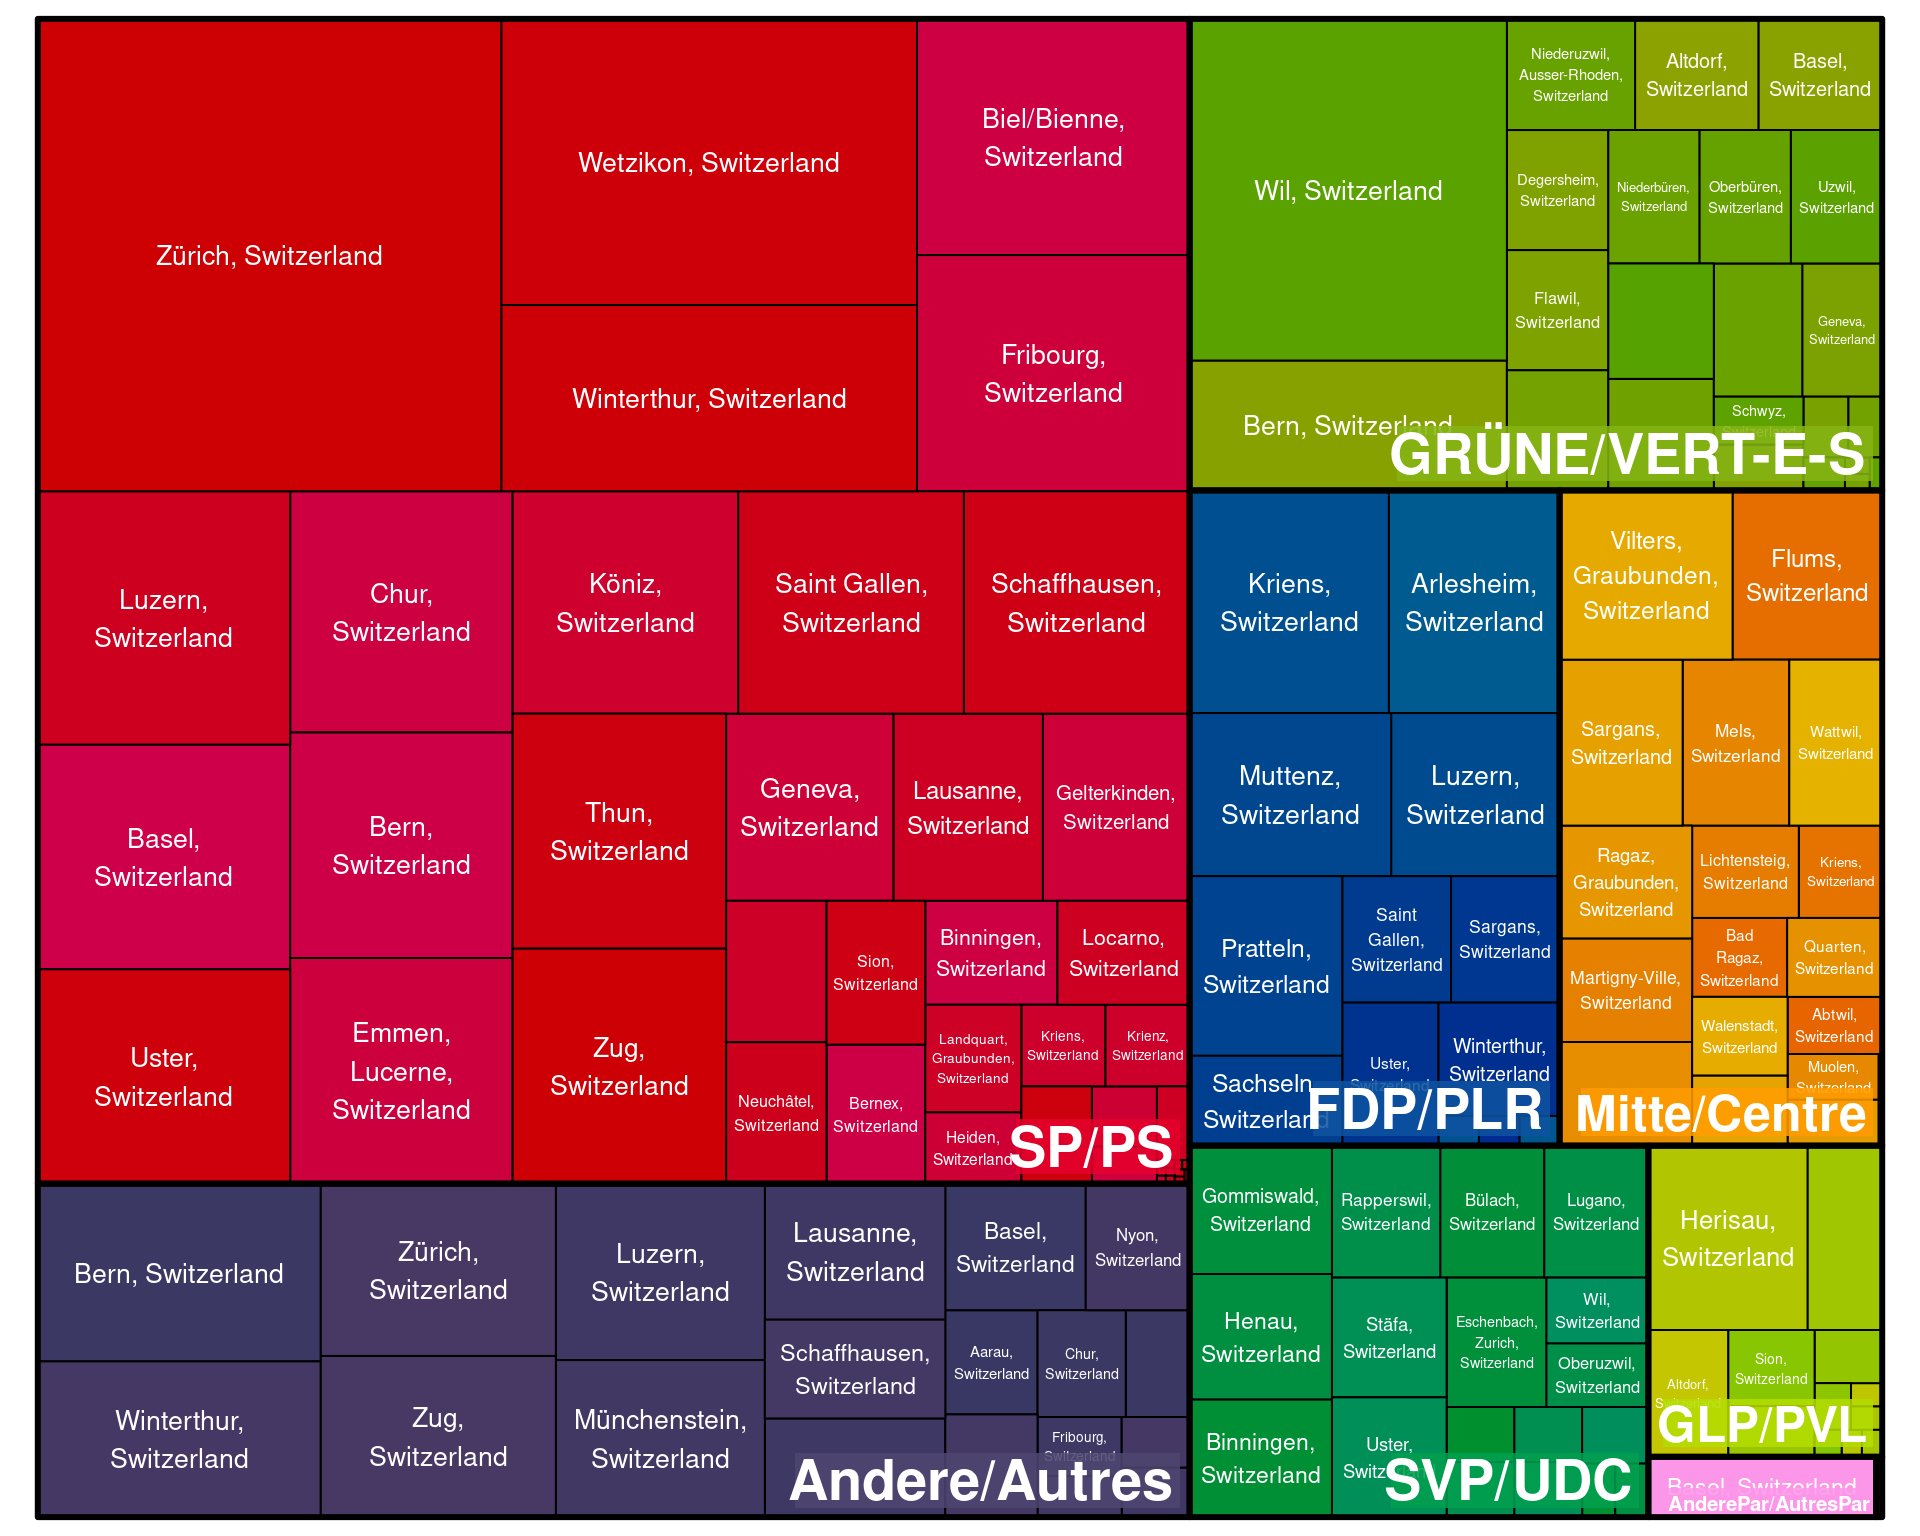 Zürich, Switzerland
Wetzikon, Switzerland
Winterthur, Switzerland
Biel/Bienne,
Switzerland
Fribourg,
Switzerland
Luzern,
Switzerland
Chur,
Switzerland
Köniz,
Switzerland
Saint Gallen,
Switzerland
Schaffhausen,
Switzerland
Basel,
Switzerland
Bern,
Switzerland
Thun,
Switzerland
Geneva,
Switzerland
Lausanne,
Switzerland
Gelterkinden,
Switzerland
Uster,
Switzerland
Emmen,
Lucerne,
Switzerland
Zug,
Switzerland
Sion,
Switzerland
Binningen,
Switzerland
Locarno,
Switzerland
Neuchâtel,
Switzerland
Bernex,
Switzerland
Landquart,
Graubunden,
Switzerland
Kriens,
Switzerland
Krienz,
Switzerland
Heiden,
Switzerland
SP/PS
Bern, Switzerland
Zürich,
Switzerland
Luzern,
Switzerland
Lausanne,
Switzerland
Basel,
Switzerland
Nyon,
Switzerland
Winterthur,
Switzerland
Zug,
Switzerland
Münchenstein,
Switzerland
Schaffhausen,
Switzerland
Aarau,
Switzerland
Chur,
Switzerland
Fribourg,
Switzerland
Andere/Autres
Wil, Switzerland
Bern, Switzerland
Niederuzwil,
Ausser-Rhoden,
Switzerland
Altdorf,
Switzerland
Basel,
Switzerland
Degersheim,
Switzerland
Niederbüren,
Switzerland
Oberbüren,
Switzerland
Uzwil,
Switzerland
Flawil,
Switzerland
Geneva,
Switzerland
Schwyz,
Switzerland
GRÜNE/VERT-E-S
Kriens,
Switzerland
Arlesheim,
Switzerland
Muttenz,
Switzerland
Luzern,
Switzerland
Pratteln,
Switzerland
Saint
Gallen,
Switzerland
Sargans,
Switzerland
Sachseln,
Switzerland
Uster,
Switzerland
Winterthur,
Switzerland
FDP/PLR
Vilters,
Graubunden,
Switzerland
Flums,
Switzerland
Sargans,
Switzerland
Mels,
Switzerland
Wattwil,
Switzerland
Ragaz,
Graubunden,
Switzerland
Lichtensteig,
Switzerland
Kriens,
Switzerland
Martigny-Ville,
Switzerland
Bad
Ragaz,
Switzerland
Quarten,
Switzerland
Walenstadt,
Switzerland
Abtwil,
Switzerland
Muolen,
Switzerland
Mitte/Centre
Gommiswald,
Switzerland
Rapperswil,
Switzerland
Bülach,
Switzerland
Lugano,
Switzerland
Henau,
Switzerland
Stäfa,
Switzerland
Eschenbach,
Zurich,
Switzerland
Wil,
Switzerland
Oberuzwil,
Switzerland
Binningen,
Switzerland
Uster,
Switzerland
SVP/UDC
Herisau,
Switzerland
Altdorf,
Switzerland
Sion,
Switzerland
GLP/PVL
Basel, Switzerland
AnderePar/AutresPar